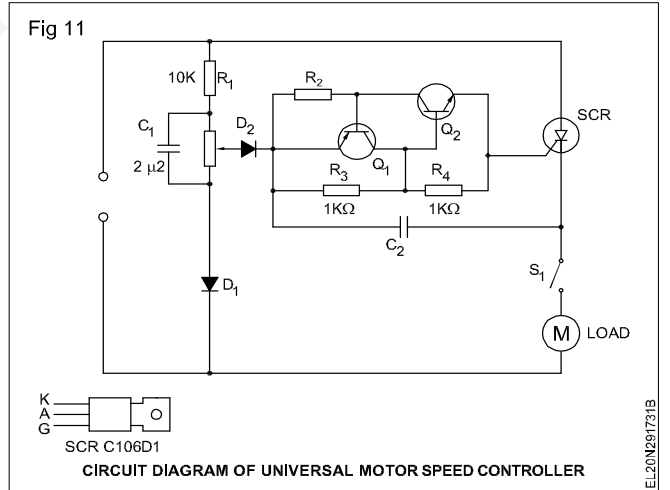 Fig 11
10K R1
R2
Q2
SCR
C1
2 µ2
D2
Q1
R3
1KΩ
R4
1KΩ
C2
S1
D1
M LOAD
K
A
G
SCR C106D1
CIRCUIT DIAGRAM OF UNIVERSAL MOTOR SPEED CONTROLLER
EL20N291731B